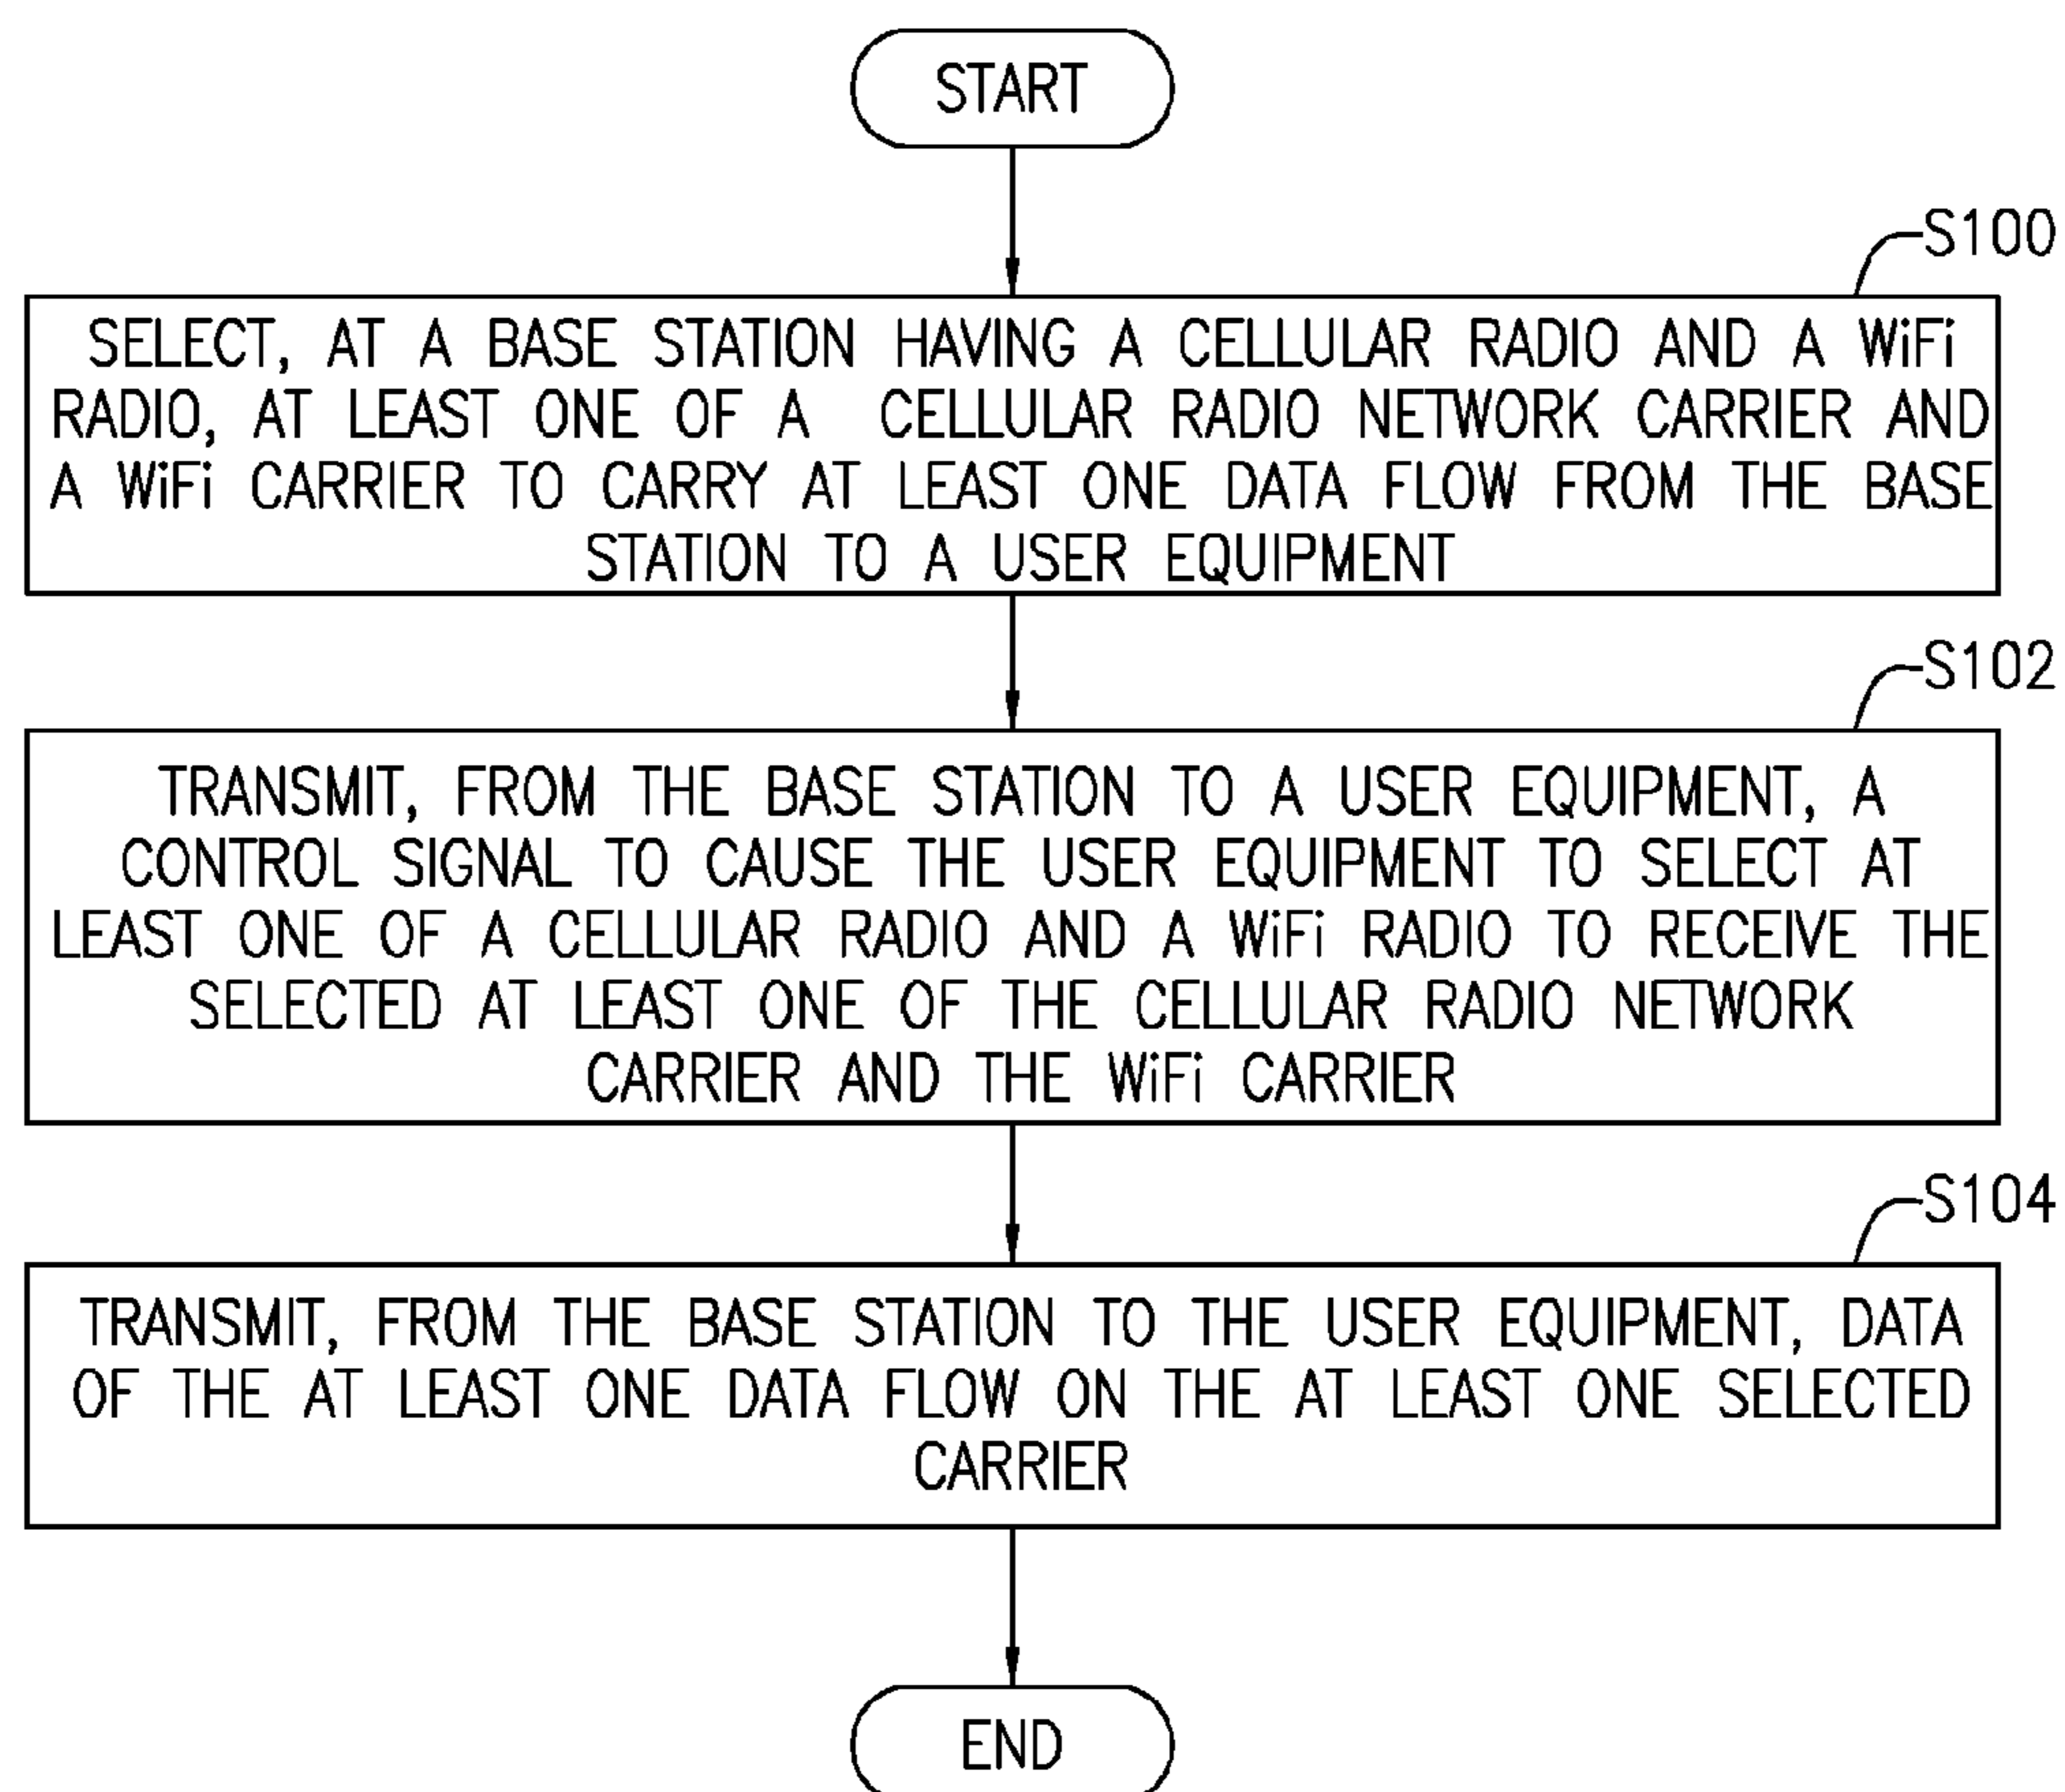 START
S100
SELECT, AT A BASE STATION HAVING A CELLULAR RADIO AND A WiFi
RADIO, AT LEAST ONE OF A CELLULAR RADIO NETWORK CARRIER AND
A WiFi CARRIER TO CARRY AT LEAST ONE DATA FLOW FROM THE BASE
STATION TO A USER EQUIPMENT
S102
TRANSMIT, FROM THE BASE STATION TO A USER EQUIPMENT, A
CONTROL SIGNAL TO CAUSE THE USER EQUIPMENT TO SELECT AT
LEAST ONE OF A CELLULAR RADIO AND A WiFi RADIO TO RECEIVE THE
SELECTED AT LEAST ONE OF THE CELLULAR RADIO NETWORK
CARRIER AND THE WiFi CARRIER
S104
TRANSMIT, FROM THE BASE STATION TO THE USER EQUIPMENT, DATA
OF THE AT LEAST ONE DATA FLOW ON THE AT LEAST ONE SELECTED
CARRIER
END